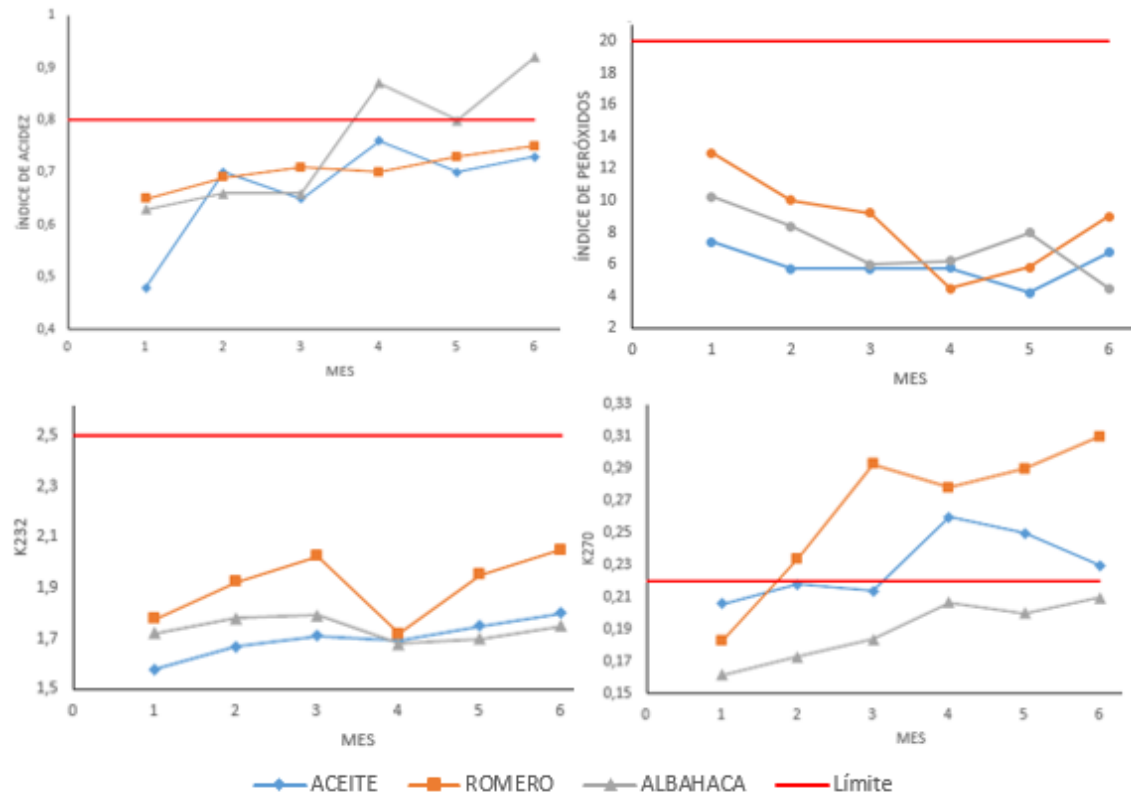 1
0,9
0,8
0,7
0,6
0,5
0,4
ÍNDICE DE ACIDEZ
0 1 2 3 4 5 6
MES
20
18
16
14
12
10
8
6
4
2
ÍNDICE DE PERÓXIDOS
0 1 2 3 4 5 6
MES
2,5
2,3
2,1
1,9
1,7
1,5
K232
0 1 2 3 4 5 6
MES
0,33
0,31
0,29
0,27
0,25
0,23
0,21
0,19
0,17
0,15
K270
0 1 2 3 4 5 6
MES
ACEITE ROMERO ALBAHACA Límite